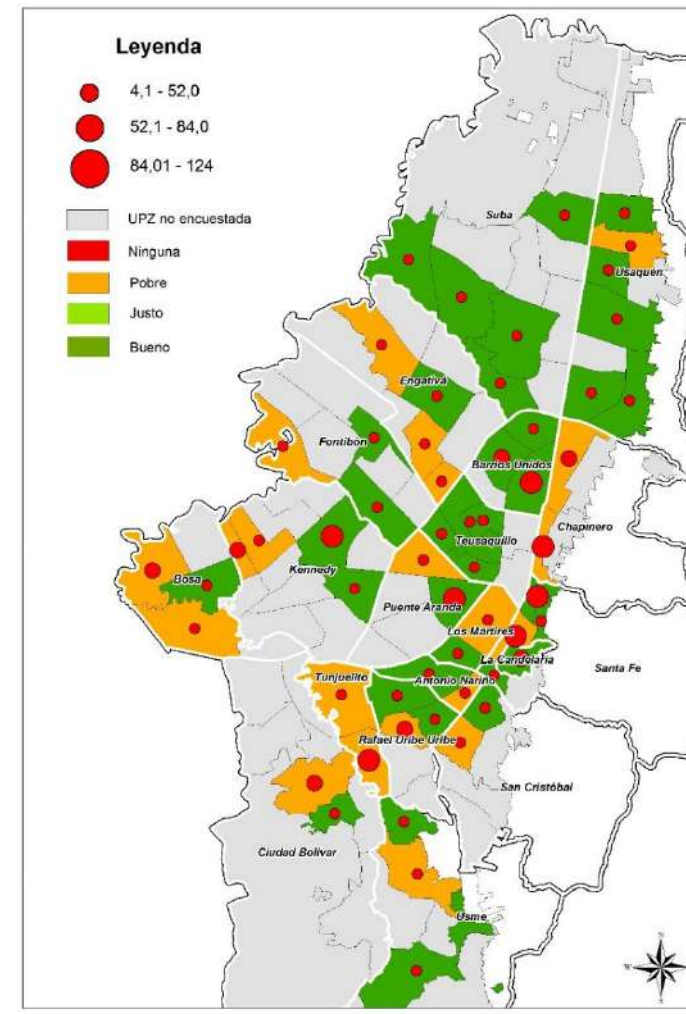 Leyenda
4,1 - 52,0
52,1 - 84,0
84,01 - 124
UPZ no encuestada
Ninguna
Pobre
Justo
Bueno
Suba
Usaquen
Engativa
Fontibon
Barrios Unidos
Chapinero
Teusaquillo
Bosa
Kennedy
Puente Aranda
Los Martires
La Candelaria
Santa Fe
Tunjuelito
Antonio Nariño
Rafael Uribe Uribe
San Cristóbal
Ciudad Bolivar
Usme
N
W
E
S